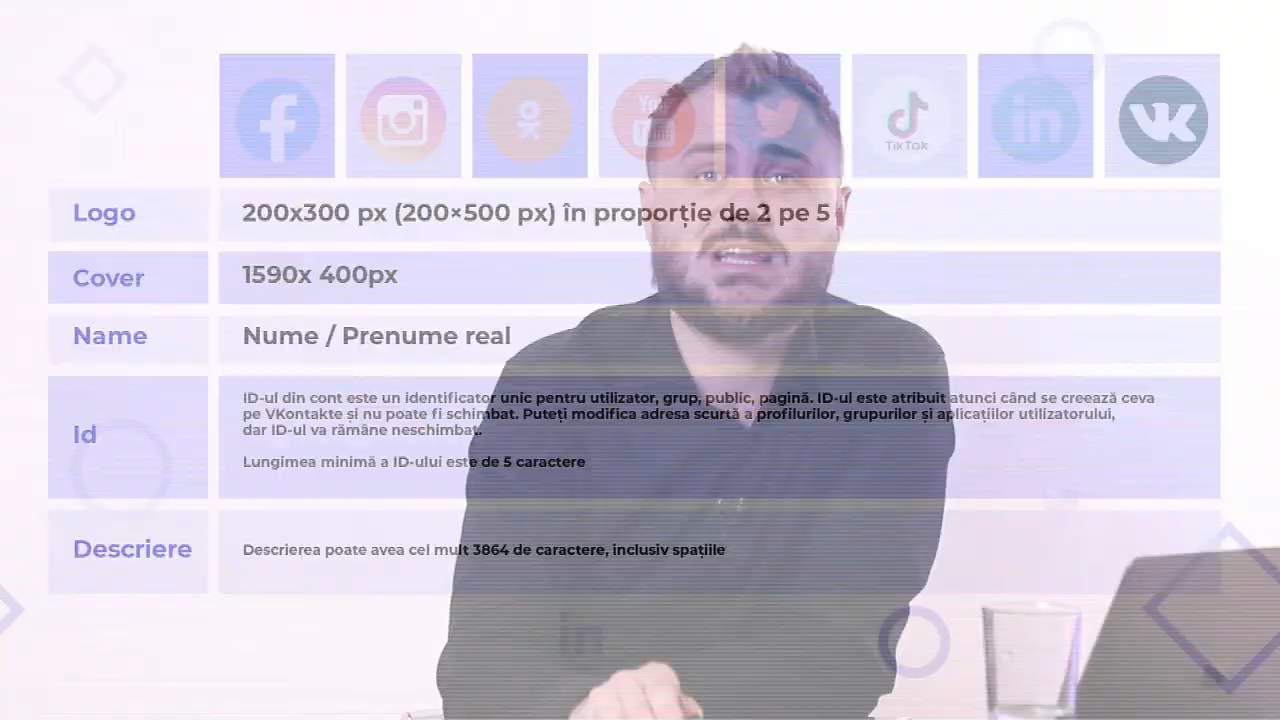 You
Tube
TikTok
in
Logo
200x300 px (200×500 px) în proporție de 2 pe 5
Cover
1590x 400px
Name
Nume / Prenume real
Id
ID-ul din cont este un identificator unic pentru utilizator, grup, public, pagină. ID-ul este atribuit atunci când se creează ceva
pe VKontakte și nu poate fi schimbat. Puteți modifica adresa scurtă a profilurilor, grupurilor și aplicațiilor utilizatorului,
dar ID-ul va rămâne neschimbat.
Lungimea minimă a ID-ului este de 5 caractere
Descriere
Descrierea poate avea cel mult 3864 de caractere, inclusiv spațiile
in